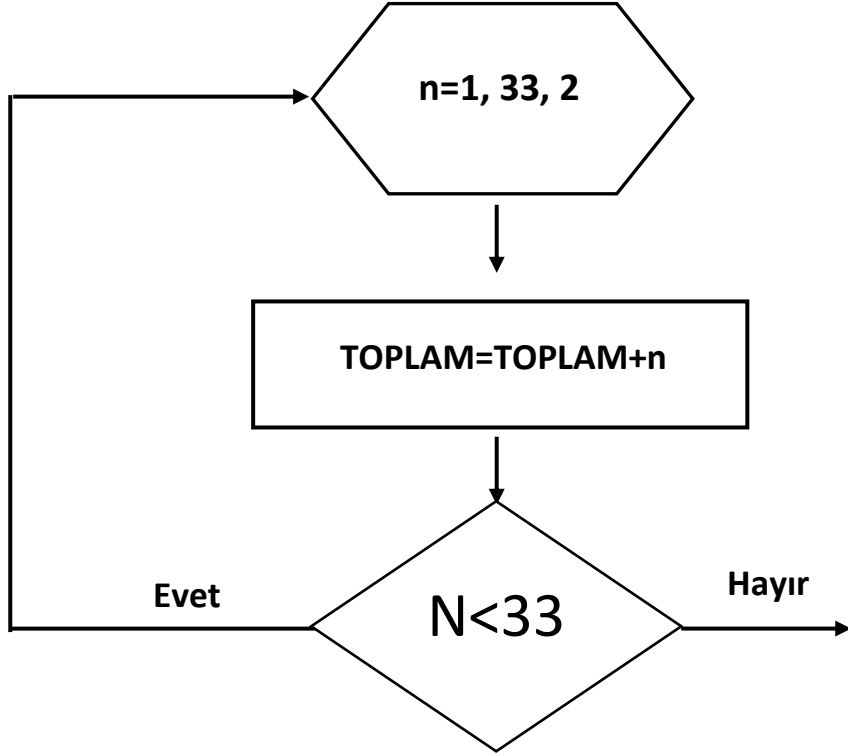 n=1, 33, 2
TOPLAM=TOPLAM+n
N<33
Evet
Hayır